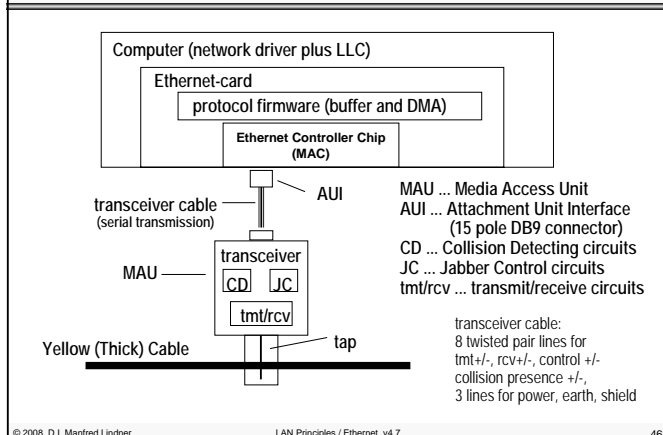 Computer (network driver plus LLC)
Ethernet-card
protocol firmware (buffer and DMA)
Ethernet Controller Chip
(MAC)
AUI
transceiver cable
(serial transmission)
MAU ... Media Access Unit
AUI ... Attachment Unit Interface
(15 pole DB9 connector)
CD ... Collision Detecting circuits
JC ... Jabber Control circuits
tmt/rcv ... transmit/receive circuits
transceiver
MAU
CD
JC
tmt/rcv
tap
Yellow (Thick) Cable
transceiver cable:
8 twisted pair lines for
tmt+/-, rcv+/-, control +/-
collision presence +/-,
3 lines for power, earth, shield
© 2008, D.I. Manfred Lindner
LAN Principles / Ethernet, v4.7
46